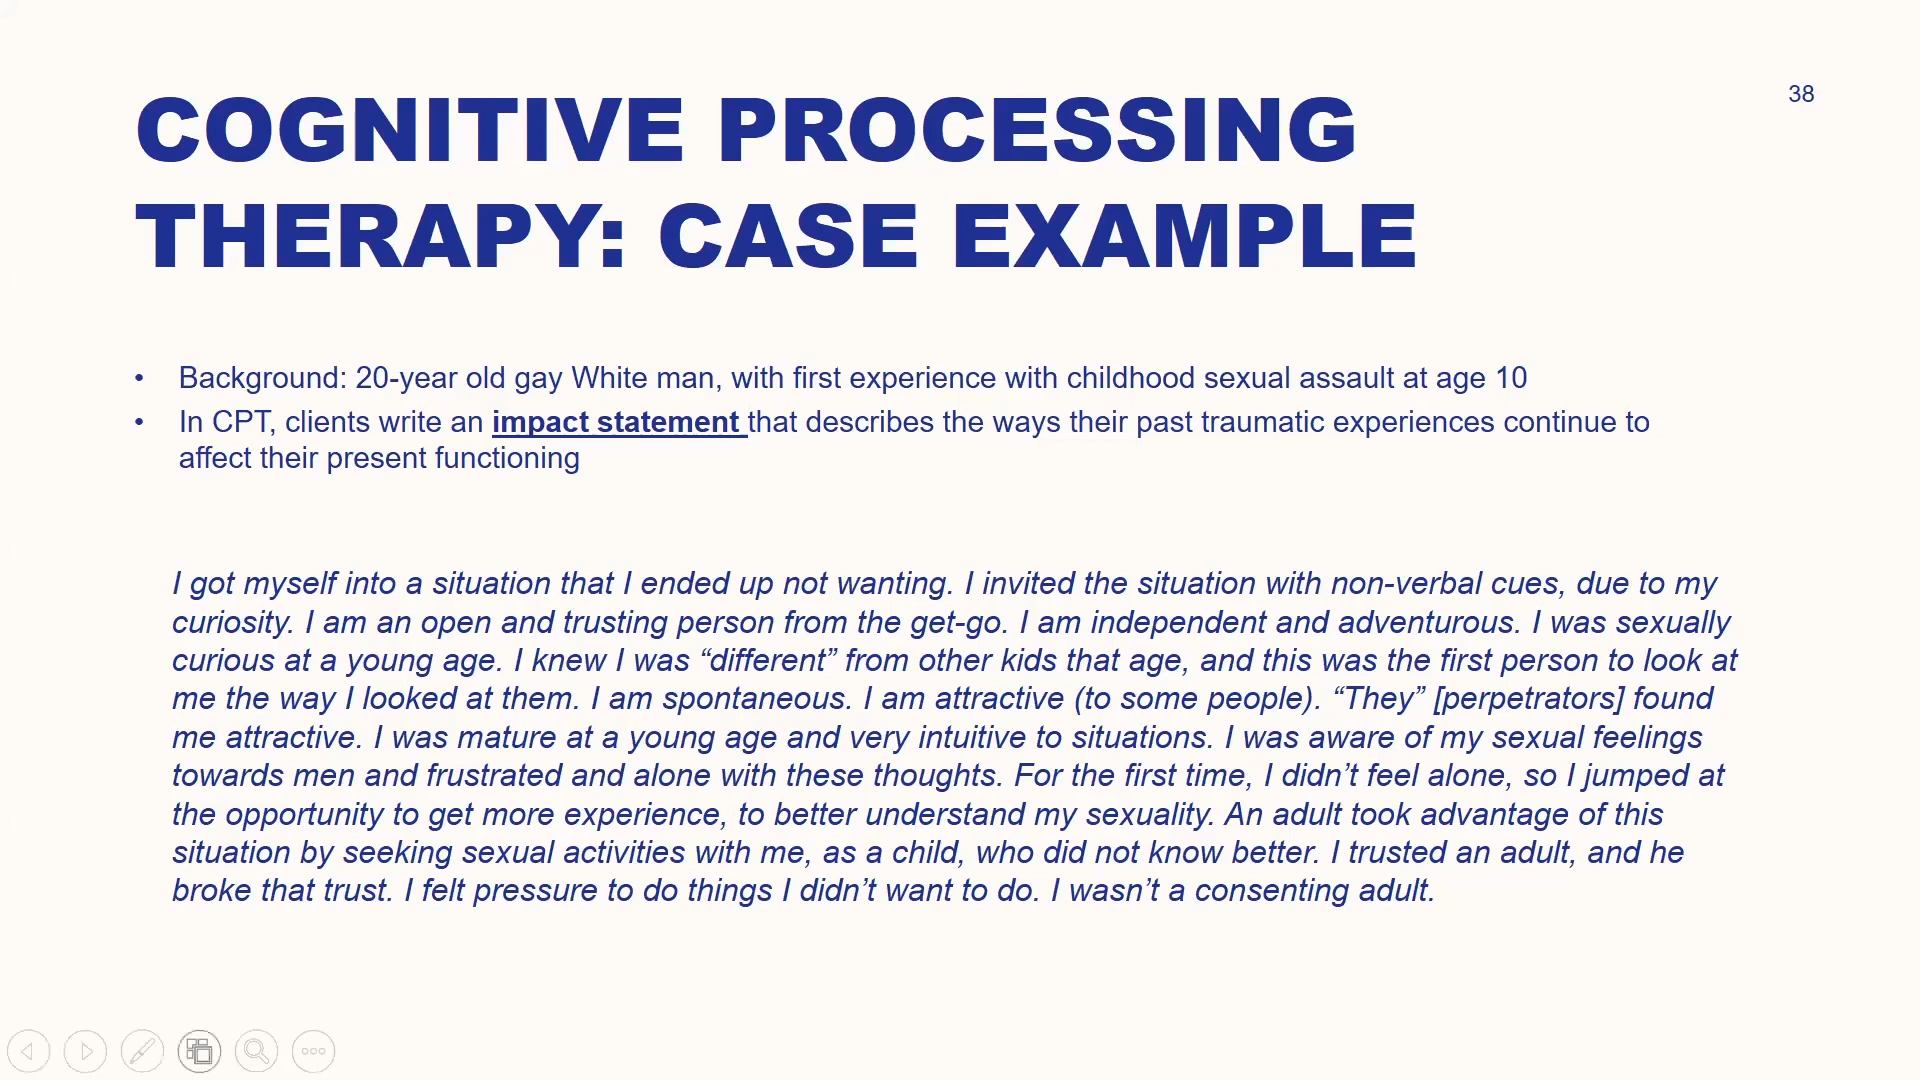 38
COGNITIVE PROCESSING
THERAPY: CASE EXAMPLE
• Background: 20-year old gay White man, with first experience with childhood sexual assault at age 10
• In CPT, clients write an impact statement that describes the ways their past traumatic experiences continue to
affect their present functioning
I got myself into a situation that I ended up not wanting. I invited the situation with non-verbal cues, due to my
curiosity. I am an open and trusting person from the get-go. I am independent and adventurous. I was sexually
curious at a young age. I knew I was “different” from other kids that age, and this was the first person to look at
me the way I looked at them. I am spontaneous. I am attractive (to some people). “They” [perpetrators] found
me attractive. I was mature at a young age and very intuitive to situations. I was aware of my sexual feelings
towards men and frustrated and alone with these thoughts. For the first time, I didn’t feel alone, so I jumped at
the opportunity to get more experience, to better understand my sexuality. An adult took advantage of this
situation by seeking sexual activities with me, as a child, who did not know better. I trusted an adult, and he
broke that trust. I felt pressure to do things I didn’t want to do. I wasn’t a consenting adult.